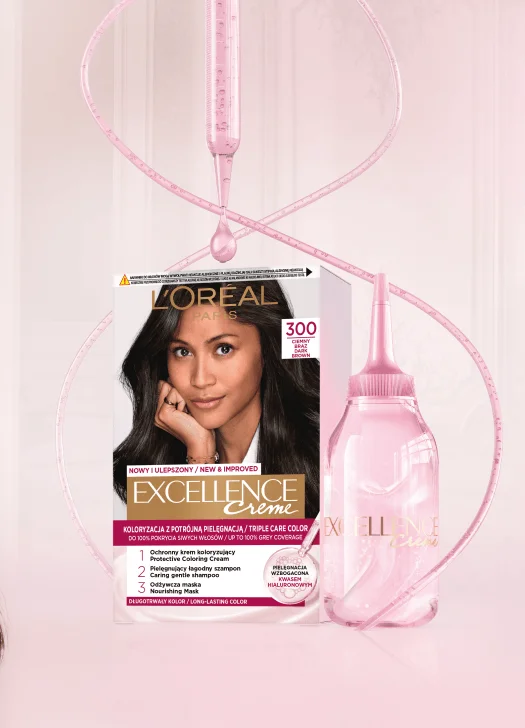 L'ORÉAL
PARIS
300
CIEMNY
BRĄZ
DARK
BROWN
NOWY I ULEPSZONY / NEW & IMPROVED
EXCELLENCE
Creme
KOLORYZACJA Z POTRÓJNĄ PIELĘGNACJĄ / TRIPLE CARE COLOR
DO 100% POKRYCIA SIWYCH WŁOSÓW / UP TO 100% GREY COVERAGE
1 Ochronny krem koloryzujący
Protective Coloring Cream
2 Pielęgnujący łagodny szampon
Caring gentle shampoo
3 Odżywcza maska
Nourishing Mask
PIELĘGNACJA
WZBOGACONA
KWASEM
HIALURONOWYM
DŁUGOTRWAŁY KOLOR / LONG-LASTING COLOR
EXCELLENCE
Creme